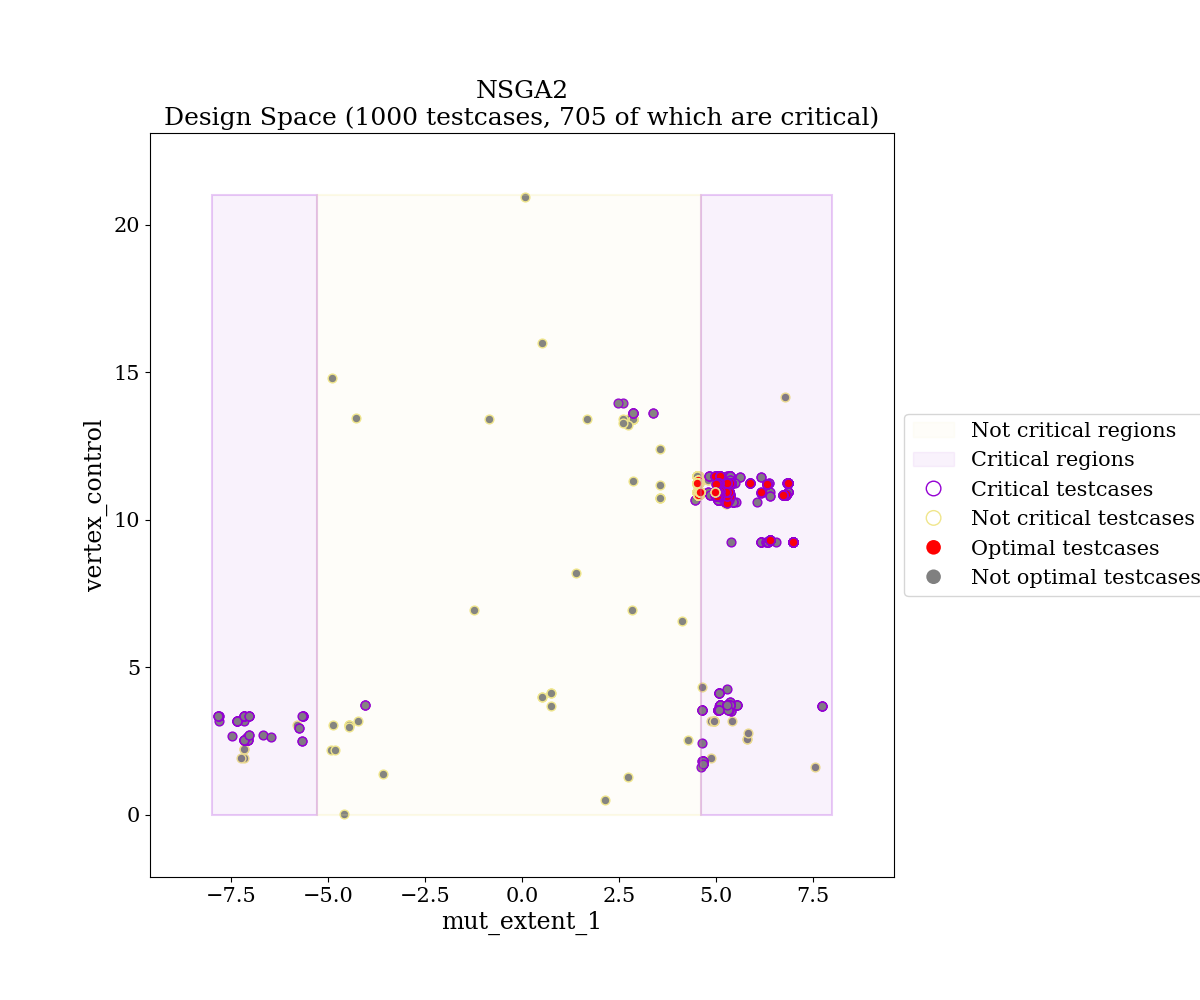 NSGA2
Design Space (1000 testcases, 705 of which are critical)
20
15
10
5
0
vertex_control
−7.5
−5.0
−2.5
0.0
2.5
5.0
7.5
mut_extent_1
Not critical regions
Critical regions
Critical testcases
Not critical testcases
Optimal testcases
Not optimal testcases